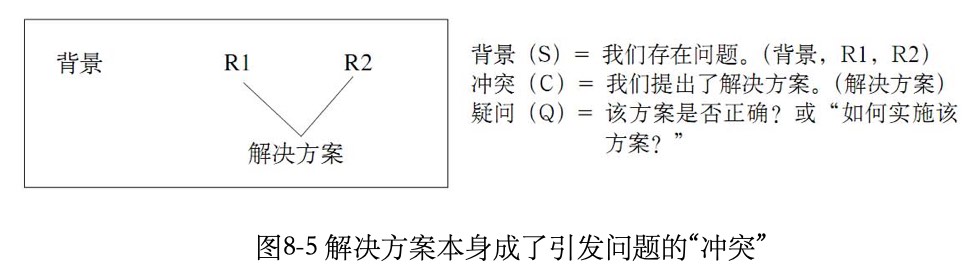 背景 R1 R2
解决方案
背景（S）= 我们存在问题。（背景，R1，R2）
冲突（C）= 我们提出了解决方案。（解决方案）
疑问（Q）= 该方案是否正确？或“如何实施该
方案？”
图8-5 解决方案本身成了引发问题的“冲突”